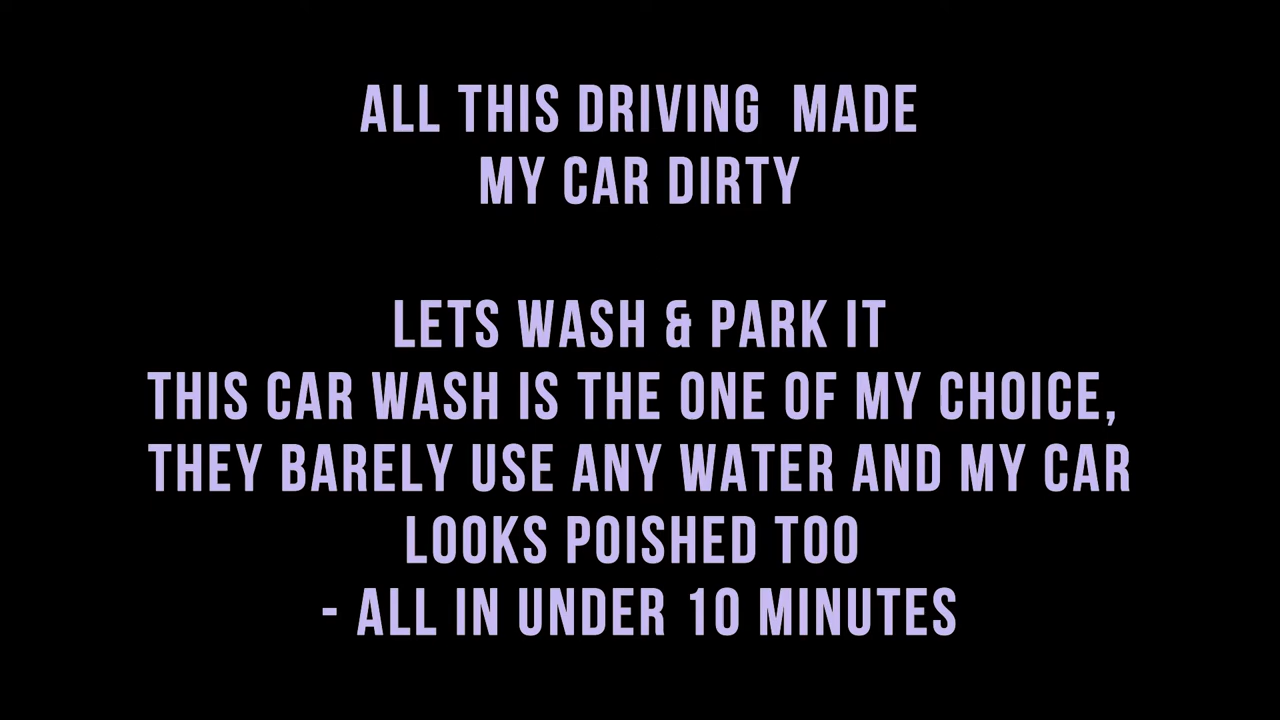 ALL THIS DRIVING  MADE
MY CAR DIRTY
LETS WASH & PARK IT
THIS CAR WASH IS THE ONE OF MY CHOICE,
THEY BARELY USE ANY WATER AND MY CAR
LOOKS POISHED TOO
- ALL IN UNDER 10 MINUTES